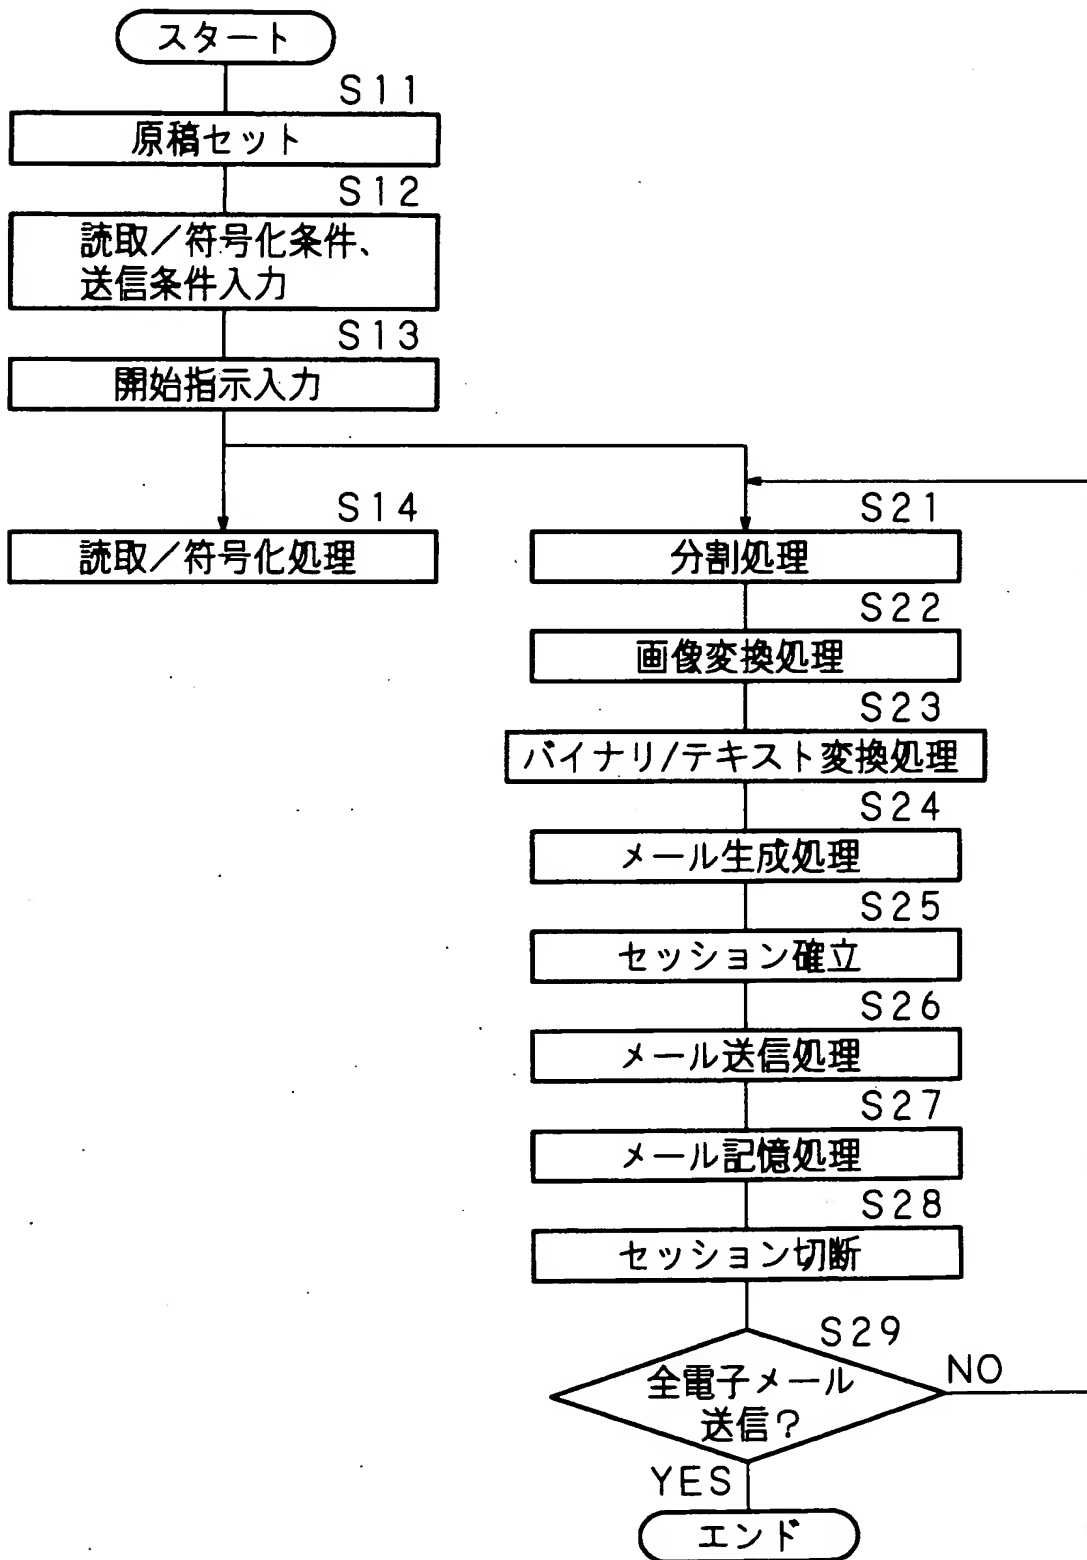 スタート
S11
原稿セット
S12
読取／符号化条件、
送信条件入力
S13
開始指示入力
S14
読取／符号化処理
S21
分割処理
S22
画像変換処理
S23
バイナリ/テキスト変換処理
S24
メール生成処理
S25
セッション確立
S26
メール送信処理
S27
メール記憶処理
S28
セッション切断
S29
全電子メール
送信？
NO
YES
エンド